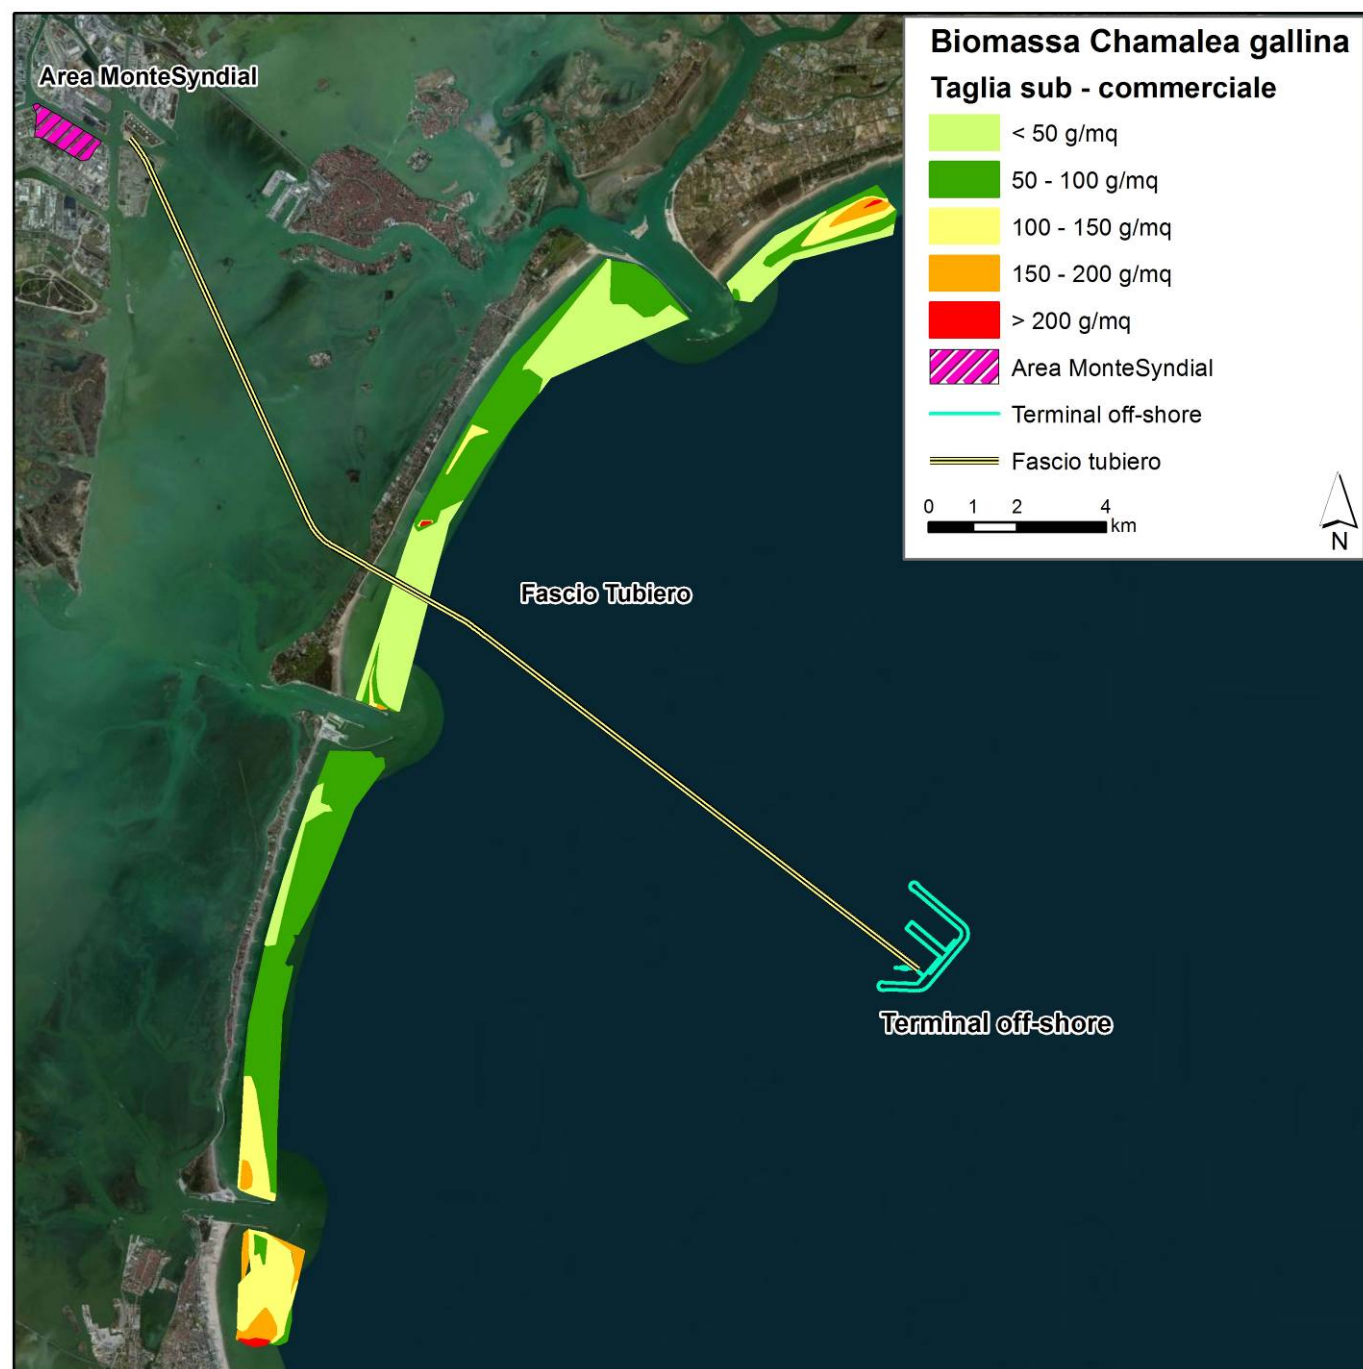 Area MonteSyndial
Biomassa Chamalea gallina
Taglia sub - commerciale
< 50 g/mq
50 - 100 g/mq
100 - 150 g/mq
150 - 200 g/mq
> 200 g/mq
Area MonteSyndial
Terminal off-shore
Fascio tubiero
0 1 2 4
km
N
Fascio Tubiero
Terminal off-shore